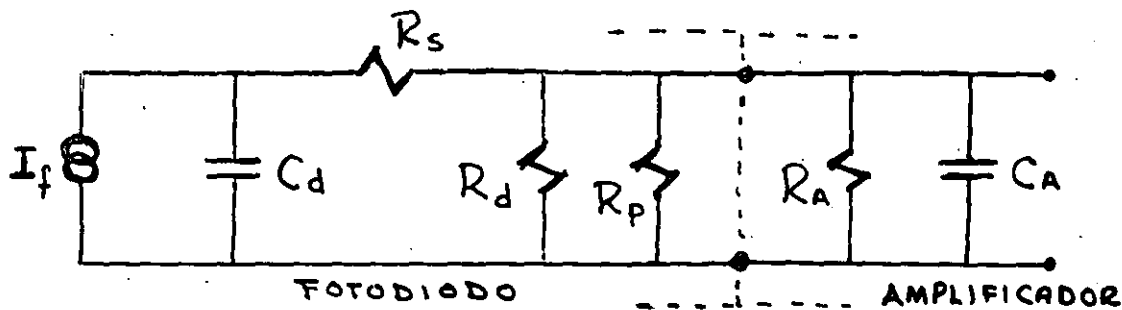 Rs
If
Cd
Rd
Rp
RA
CA
FOTODIODO
AMPLIFICADOR